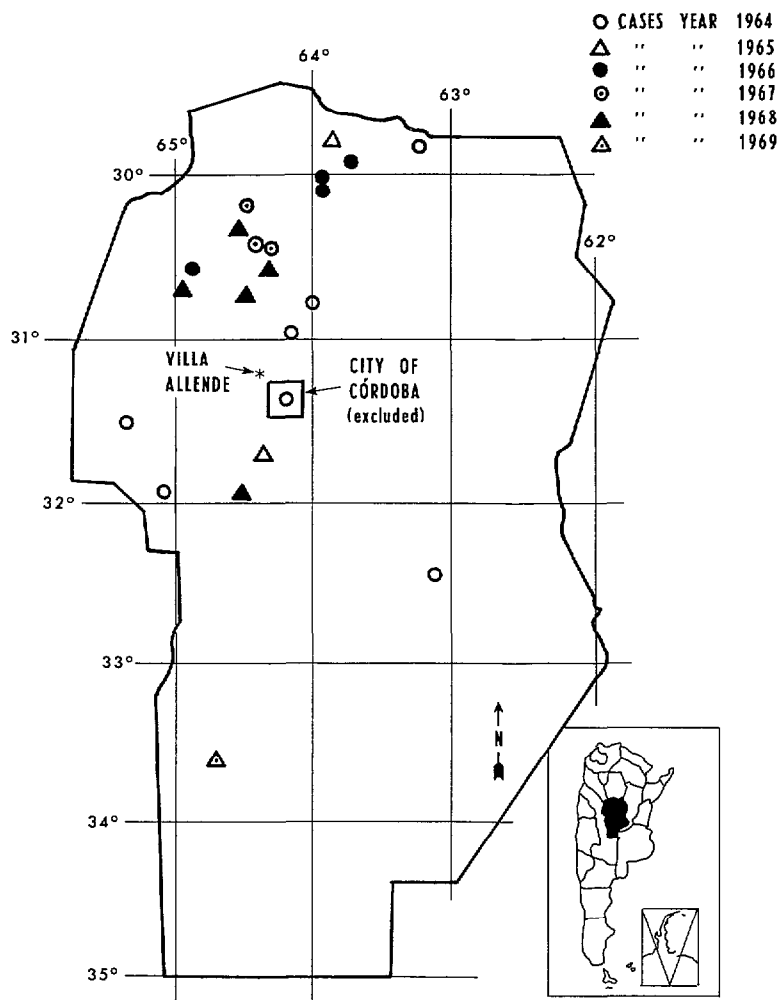 CASES YEAR 1964
" " 1965
" " 1966
" " 1967
" " 1968
" " 1969
64°
63°
65°
30°
62°
31°
VILLA
ALLENDE
*
CITY OF
CÓRDOBA
(excluded)
32°
33°
N
34°
35°